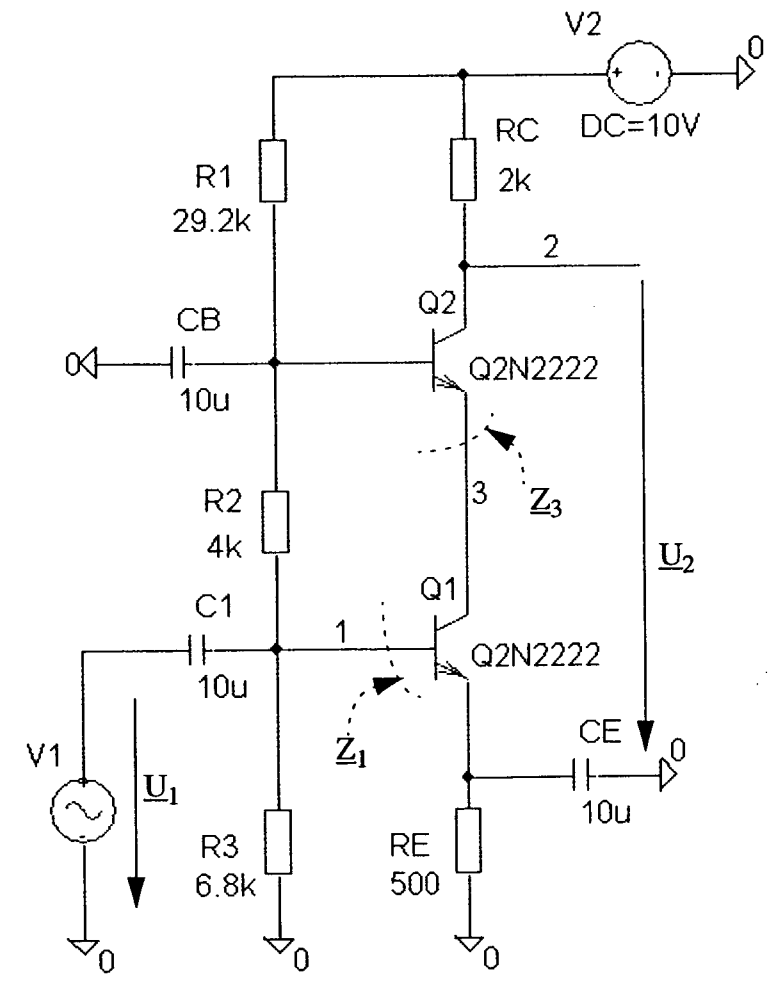 V2
0
DC=10V
RC
2k
R1
29.2k
2
Q2
CB
0
10u
Q2N2222
Z3
3
R2
4k
U2
Q1
C1
1
10u
Q2N2222
Z1
V1
U1
CE
0
10u
R3
6.8k
RE
500
0
0
0